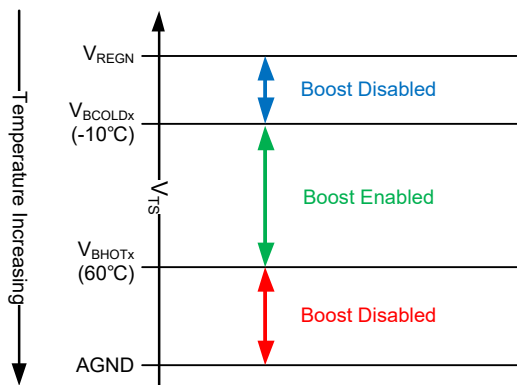 Temperature Increasing
VREGN
Boost Disabled
VBCOLDx
(-10℃)
VTS
Boost Enabled
VBHOTx
(60℃)
Boost Disabled
AGND